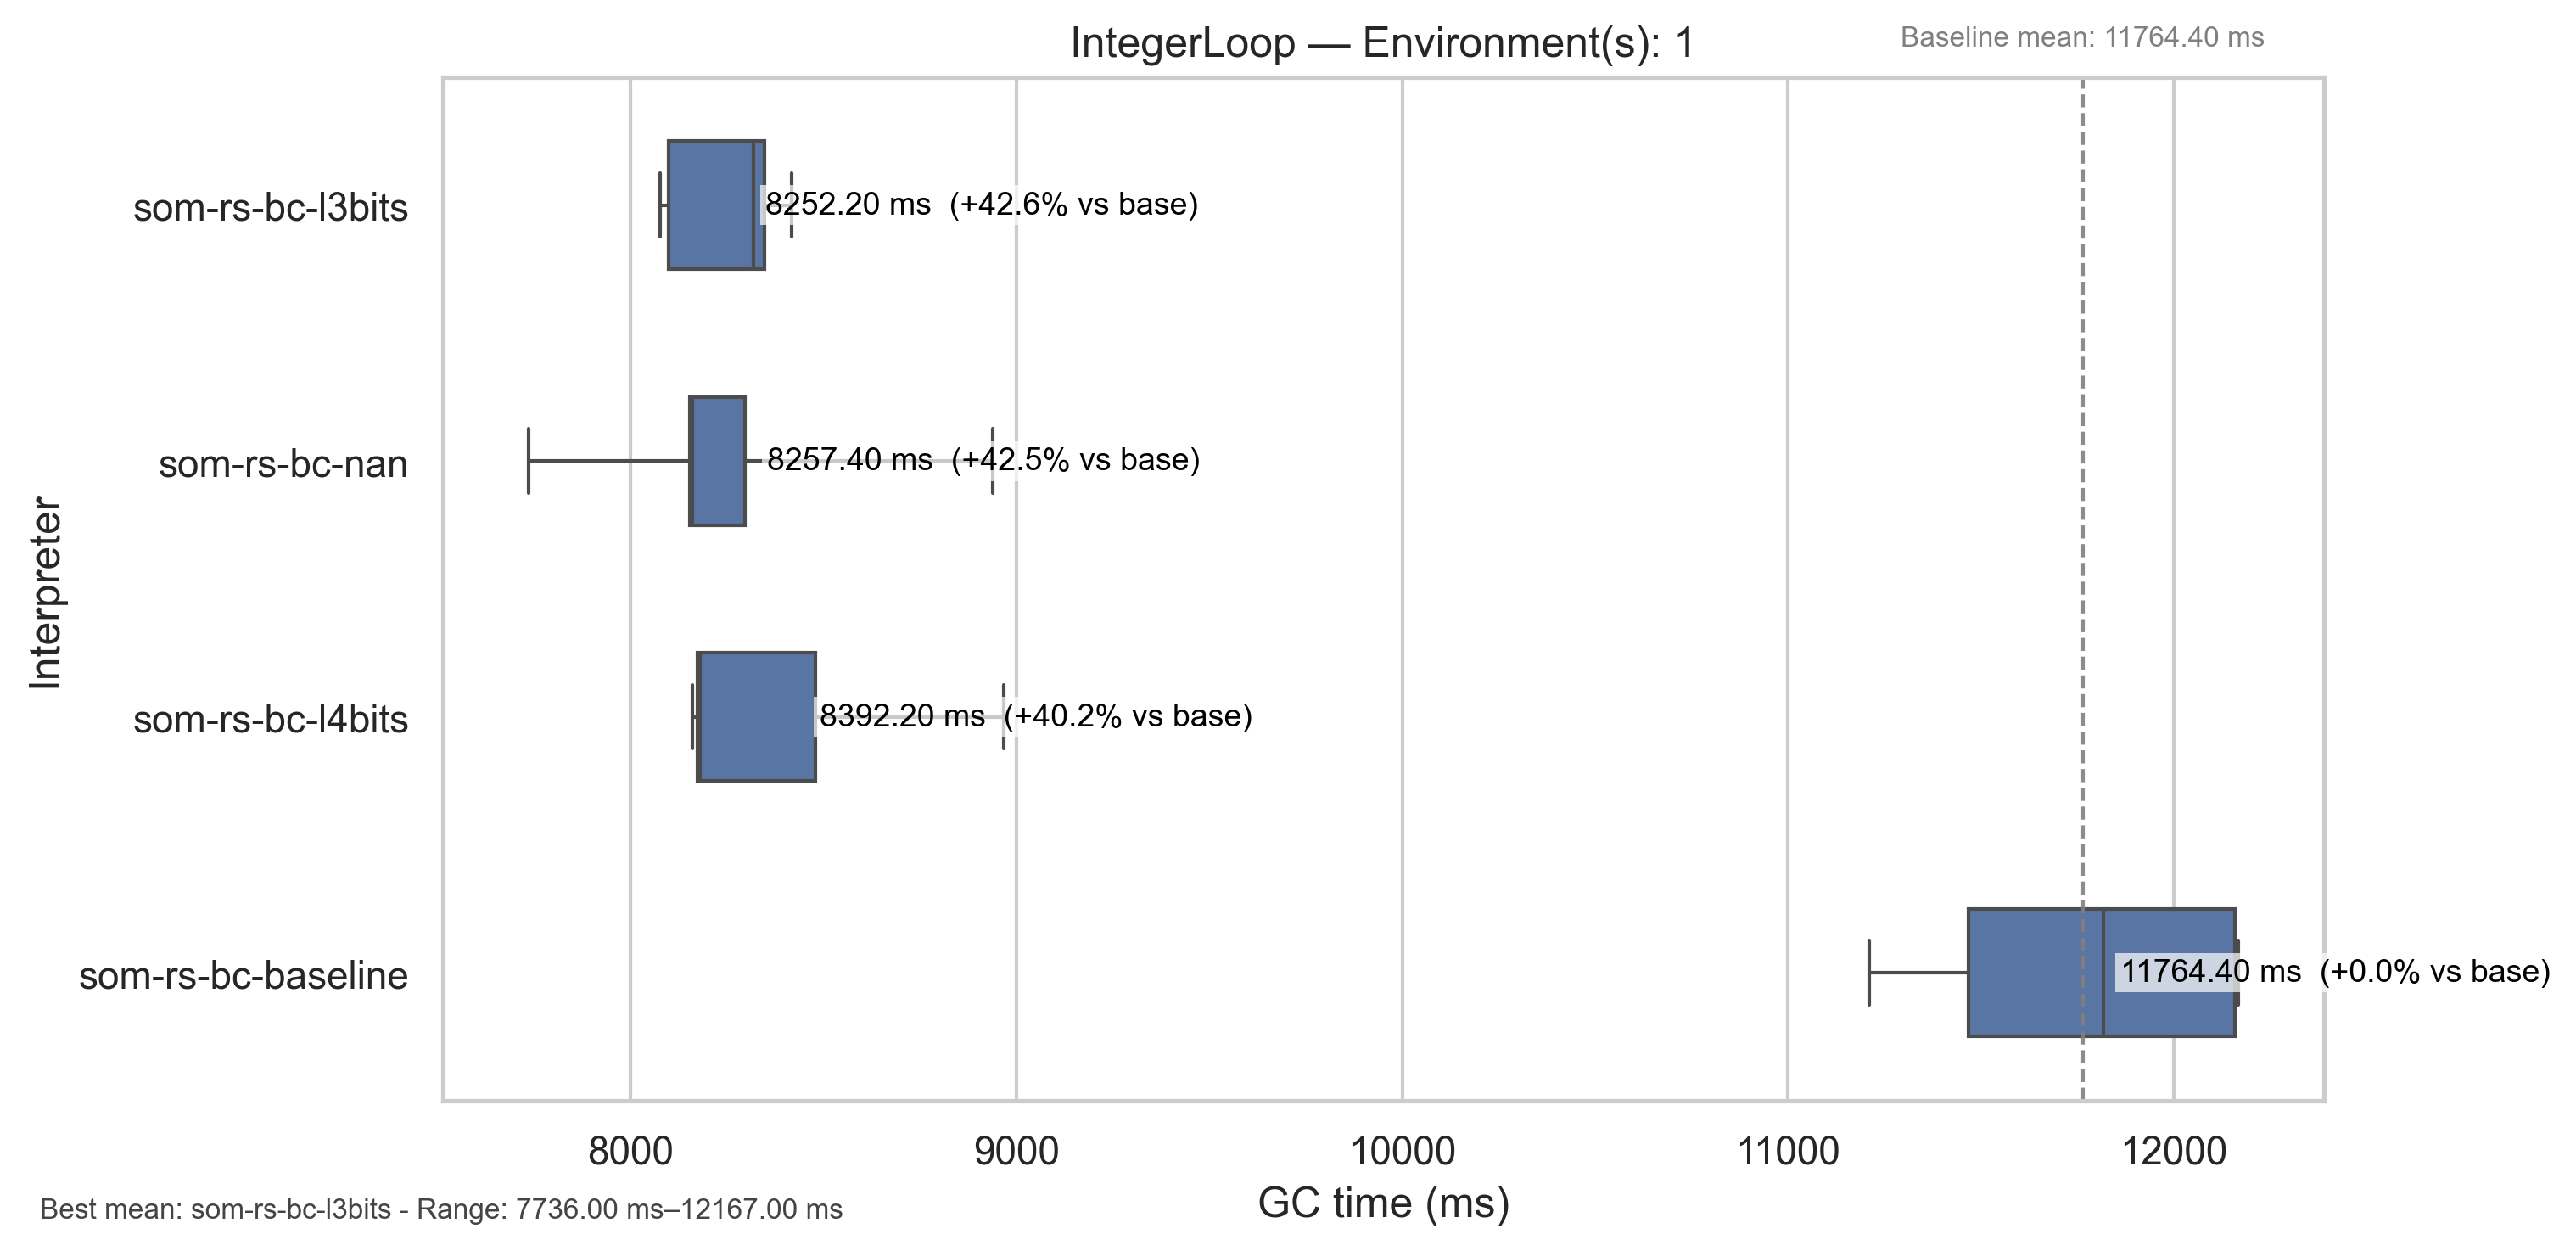 IntegerLoop — Environment(s): 1
Baseline mean: 11764.40 ms
Interpreter
som-rs-bc-l3bits
8252.20 ms (+42.6% vs base)
som-rs-bc-nan
8257.40 ms (+42.5% vs base)
som-rs-bc-l4bits
8392.20 ms (+40.2% vs base)
som-rs-bc-baseline
11764.40 ms (+0.0% vs base)
8000 9000 10000 11000 12000
GC time (ms)
Best mean: som-rs-bc-l3bits - Range: 7736.00 ms–12167.00 ms